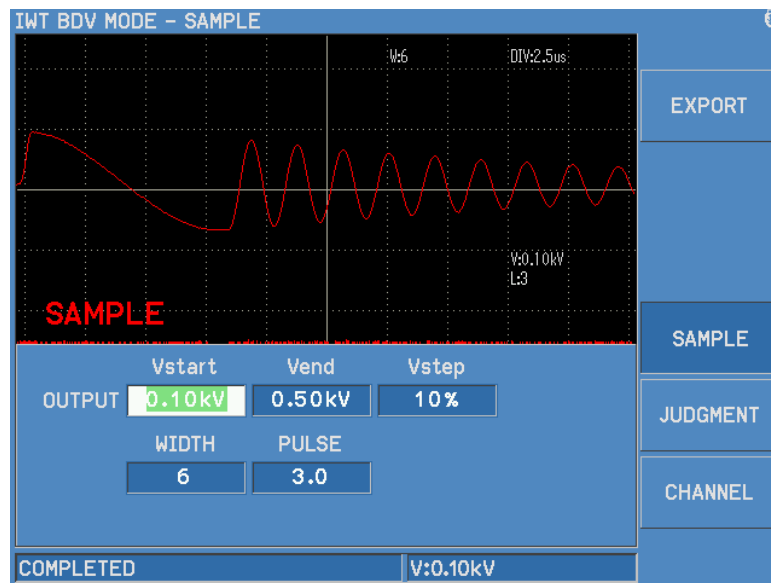 IWT BDV MODE - SAMPLE
W:6
DIV:2.5us
EXPORT
V:0.10kV
L:3
SAMPLE
SAMPLE
Vstart Vend Vstep
OUTPUT 0.10kV 0.50kV 10%
JUDGMENT
WIDTH PULSE
6 3.0
CHANNEL
COMPLETED
V:0.10kV